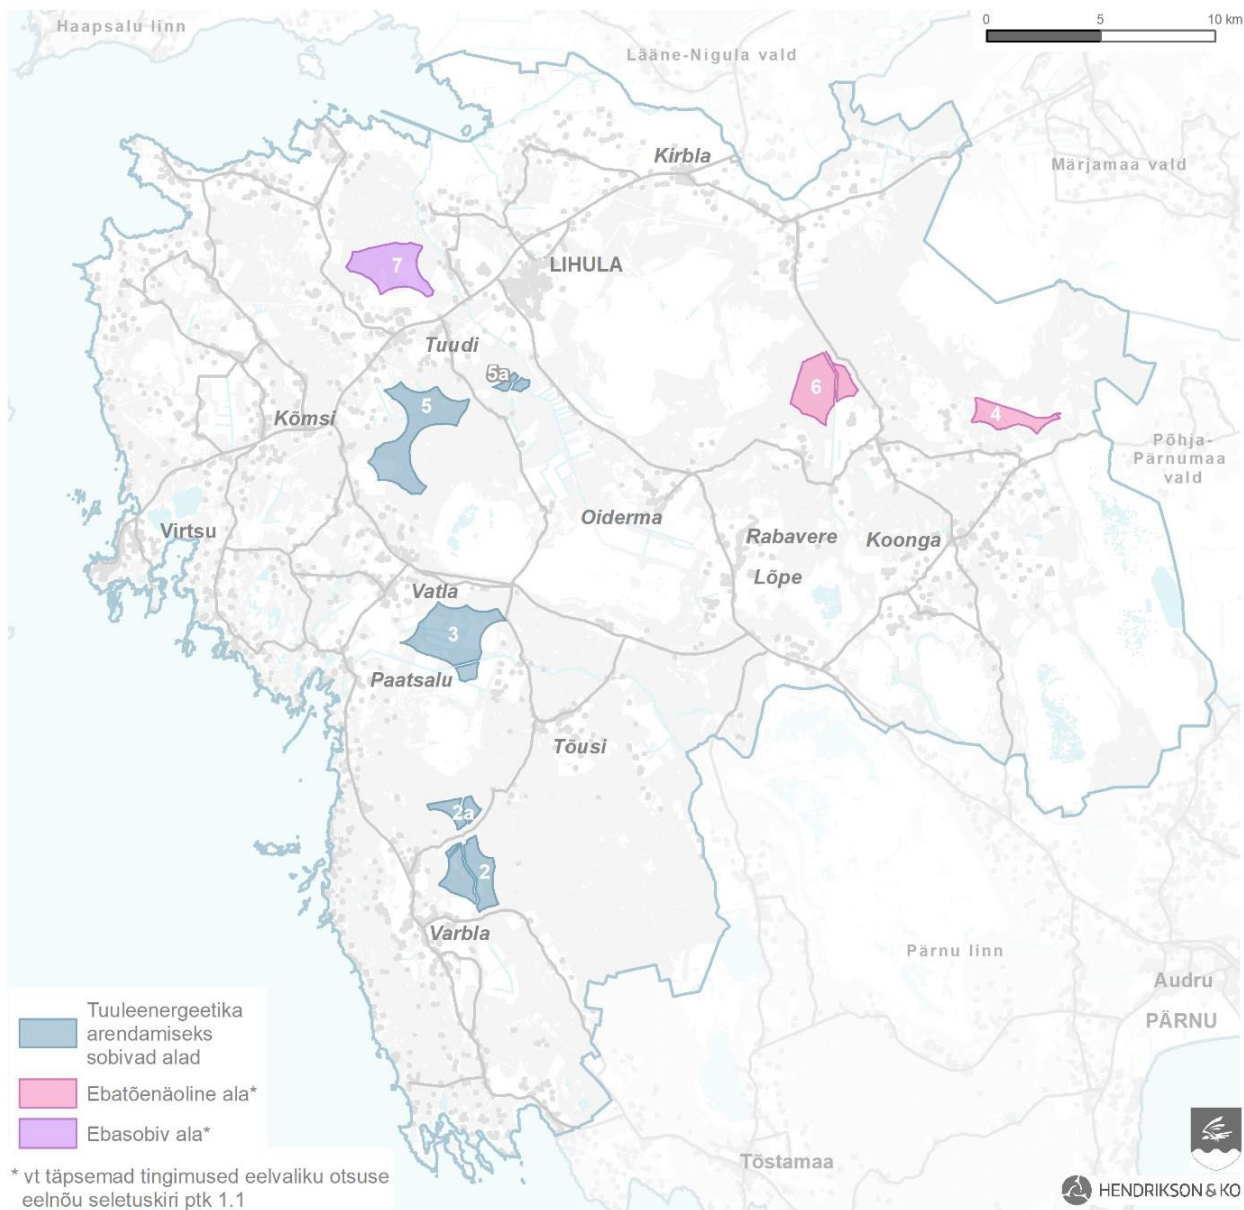 Haapsalu linn
0 5 10 km
Lääne-Nigula vald
Kirbla
Märjamaa vald
7
LIHULA
Tuudi
5a
5
6
4
Kõmsi
Põhja-
Pärnumaa
vald
Virtsu
Oiderma
Rabavere
Koonga
Lõpe
Vatla
3
Paatsalu
Tõusi
2a
2
Varbla
Pärnu linn
Audru
PÄRNU
Tõstamaa
Tuuleenergeetika
arendamiseks
sobivad alad
Ebatõenäoline ala*
Ebasobiv ala*
* vt täpsemad tingimused eelvaliku otsuse
eelnõu seletuskiri ptk 1.1
HENDRIKSON & KO